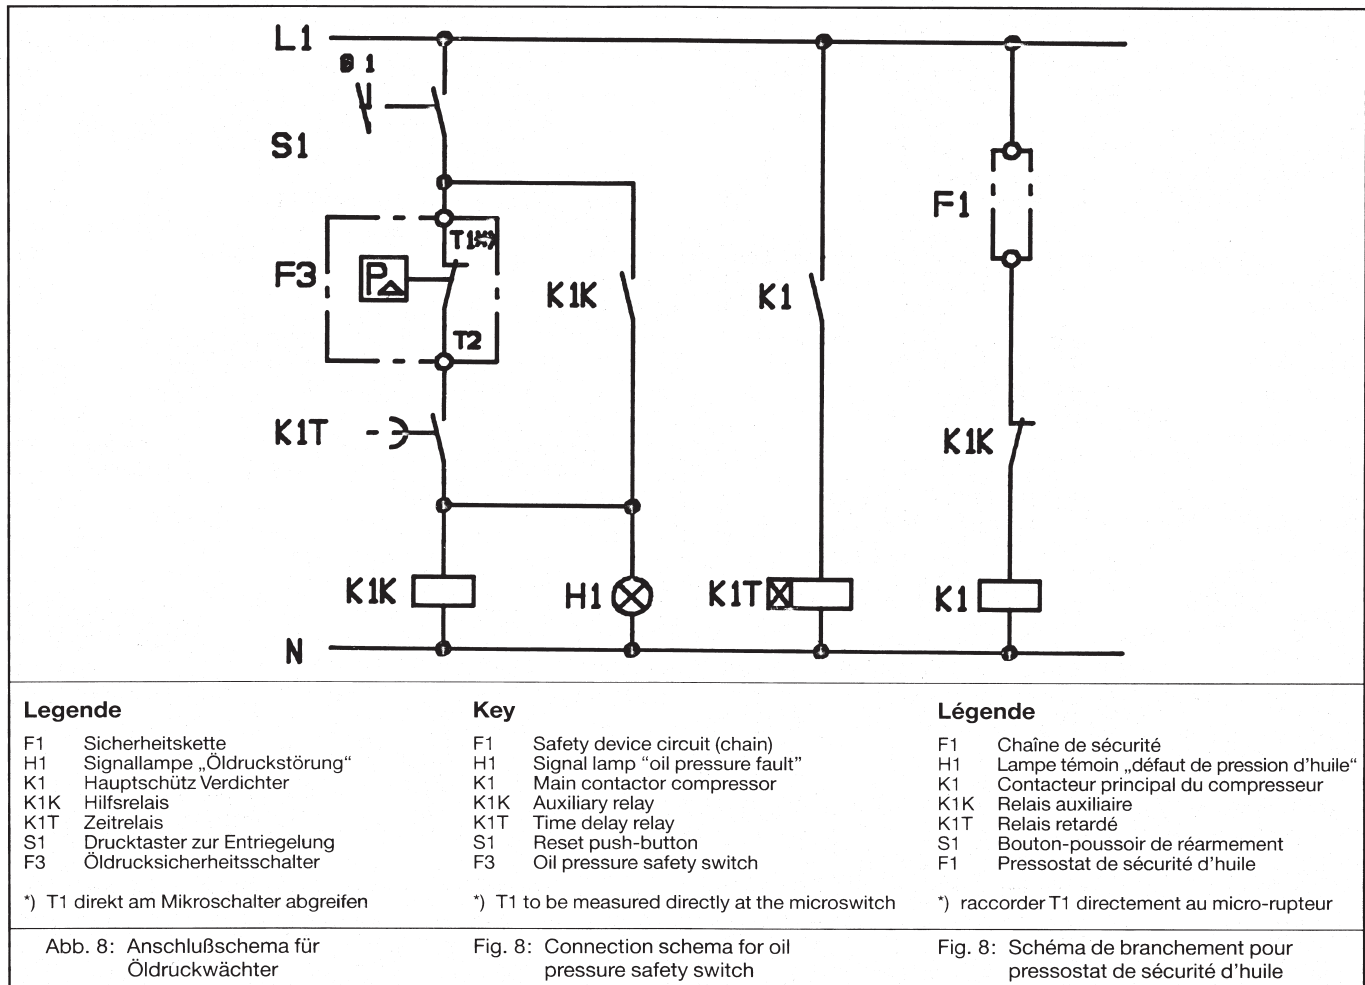 L1
0 1
S1
T1*)
F3
P
K1K
K1
F1
T2
K1T
K1K
K1K
H1
K1T
K1
N
Legende
F1 Sicherheitskette
H1 Signallampe „Öldruckstörung“
K1 Hauptschütz Verdichter
K1K Hilfsrelais
K1T Zeitrelais
S1 Drucktaster zur Entriegelung
F3 Öldrucksicherheitsschalter
*) T1 direkt am Mikroschalter abgreifen
Abb. 8: Anschlußschema für
Öldruckwächter
Key
F1 Safety device circuit (chain)
H1 Signal lamp “oil pressure fault”
K1 Main contactor compressor
K1K Auxiliary relay
K1T Time delay relay
S1 Reset push-button
F3 Oil pressure safety switch
*) T1 to be measured directly at the microswitch
Fig. 8: Connection schema for oil
pressure safety switch
Légende
F1 Chaîne de sécurité
H1 Lampe témoin „défaut de pression d'huile“
K1 Contacteur principal du compresseur
K1K Relais auxiliaire
K1T Relais retardé
S1 Bouton-poussoir de réarmement
F1 Pressostat de sécurité d'huile
*) raccorder T1 directement au micro-rupteur
Fig. 8: Schéma de branchement pour
pressostat de sécurité d'huile